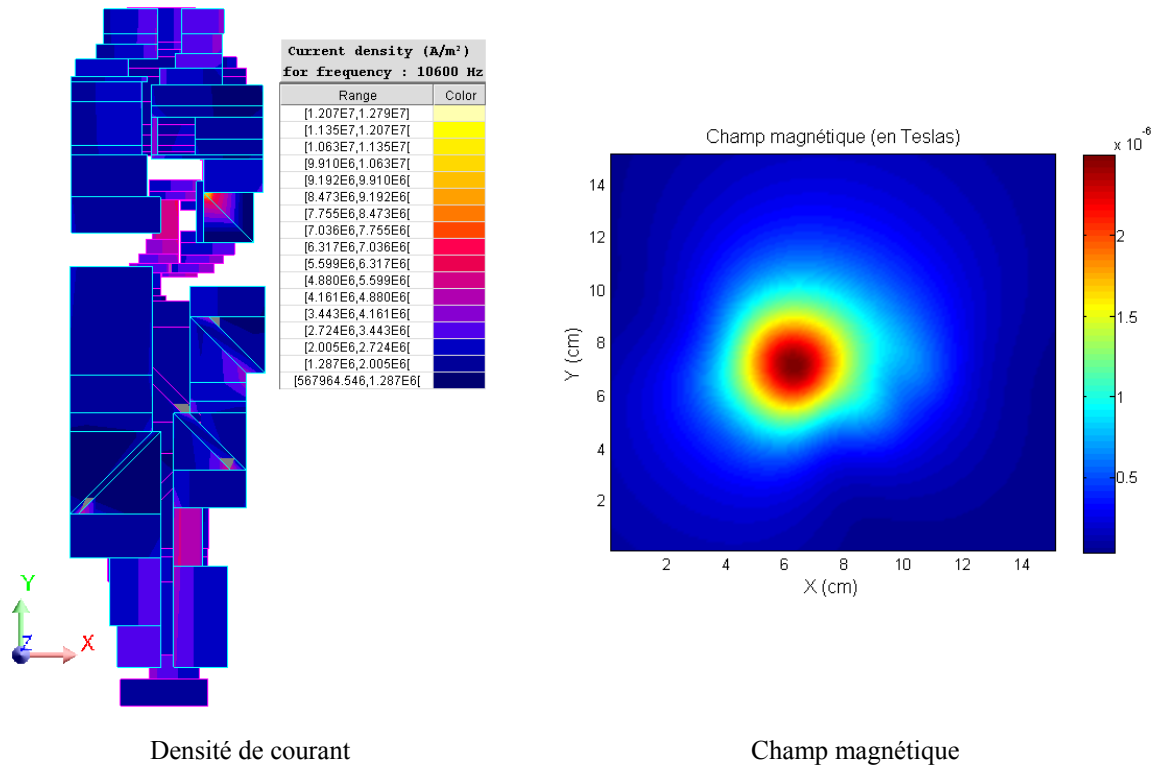 Current density (A/m²)
for frequency : 10600 Hz
Range Color
[1.207E7,1.279E7]
[1.135E7,1.207E7[
[1.063E7,1.135E7[
[9.910E6,1.063E7[
[9.192E6,9.910E6[
[8.473E6,9.192E6[
[7.755E6,8.473E6[
[7.036E6,7.755E6[
[6.317E6,7.036E6[
[5.599E6,6.317E6[
[4.880E6,5.599E6[
[4.161E6,4.880E6[
[3.443E6,4.161E6[
[2.724E6,3.443E6[
[2.005E6,2.724E6[
[1.287E6,2.005E6[
[567964.546,1.287E6[
Y
Z
X
Densité de courant
Champ magnétique (en Teslas)
x 10⁻⁶
14
12
10
8
6
4
2
Y (cm)
2 4 6 8 10 12 14
X (cm)
2
1.5
1
0.5
Champ magnétique